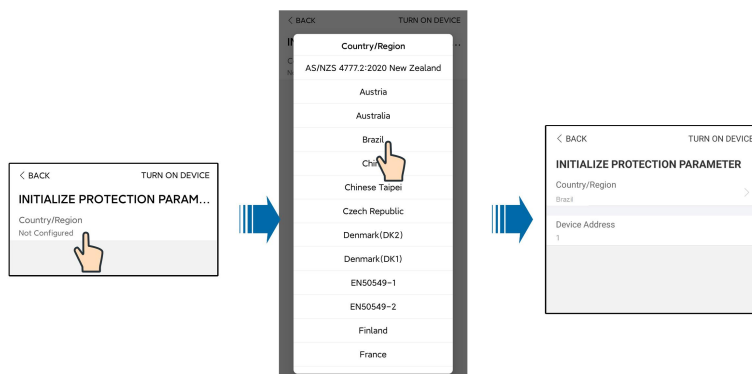 < BACK TURN ON DEVICE
INITIALIZE PROTECTION PARAM...
Country/Region
Not Configured
< BACK TURN ON DEVICE
Country/Region
AS/NZS 4777.2:2020 New Zealand
Austria
Australia
Brazil
Chin
Chinese Taipei
Czech Republic
Denmark(DK2)
Denmark(DK1)
EN50549-1
EN50549-2
Finland
France
< BACK TURN ON DEVICE
INITIALIZE PROTECTION PARAMETER
Country/Region
Brazil
Device Address
1